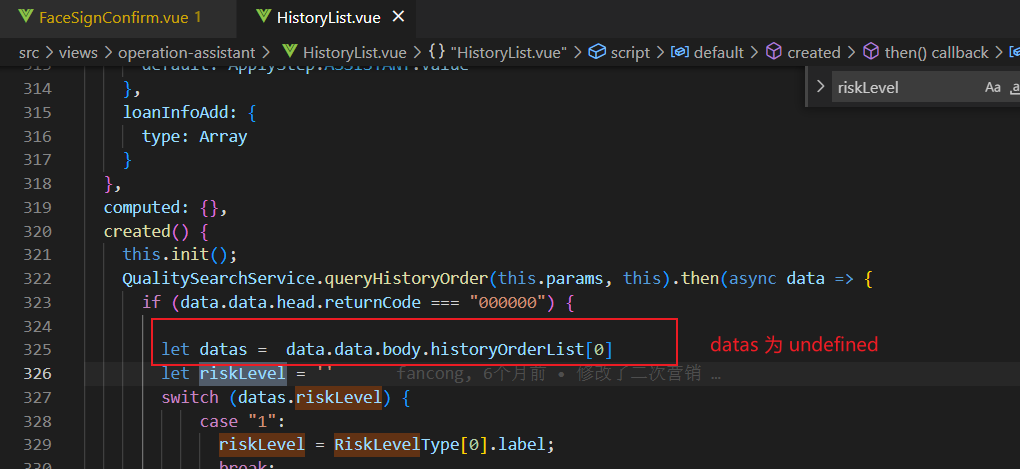 FaceSignConfirm.vue 1 HistoryList.vue ×
src > views > operation-assistant > HistoryList.vue > {} "HistoryList.vue" > script > default > created > then() callback >
313 default: ApplyStep.ASSISTANT.value
314 },
315 loanInfoAdd: {
316 type: Array
317 }
318 },
319 computed: {},
320 created() {
321 this.init();
322 QualitySearchService.queryHistoryOrder(this.params, this).then(async data => {
323 if (data.data.head.returnCode === "000000") {
324
325 let datas = data.data.body.historyOrderList[0]
326 let riskLevel = '' fancong, 6个月前 • 修改了二次营销 …
327 switch (datas.riskLevel) {
328 case "1":
329 riskLevel = RiskLevelType[0].label;
330 break;
riskLevel Aa
datas 为 undefined